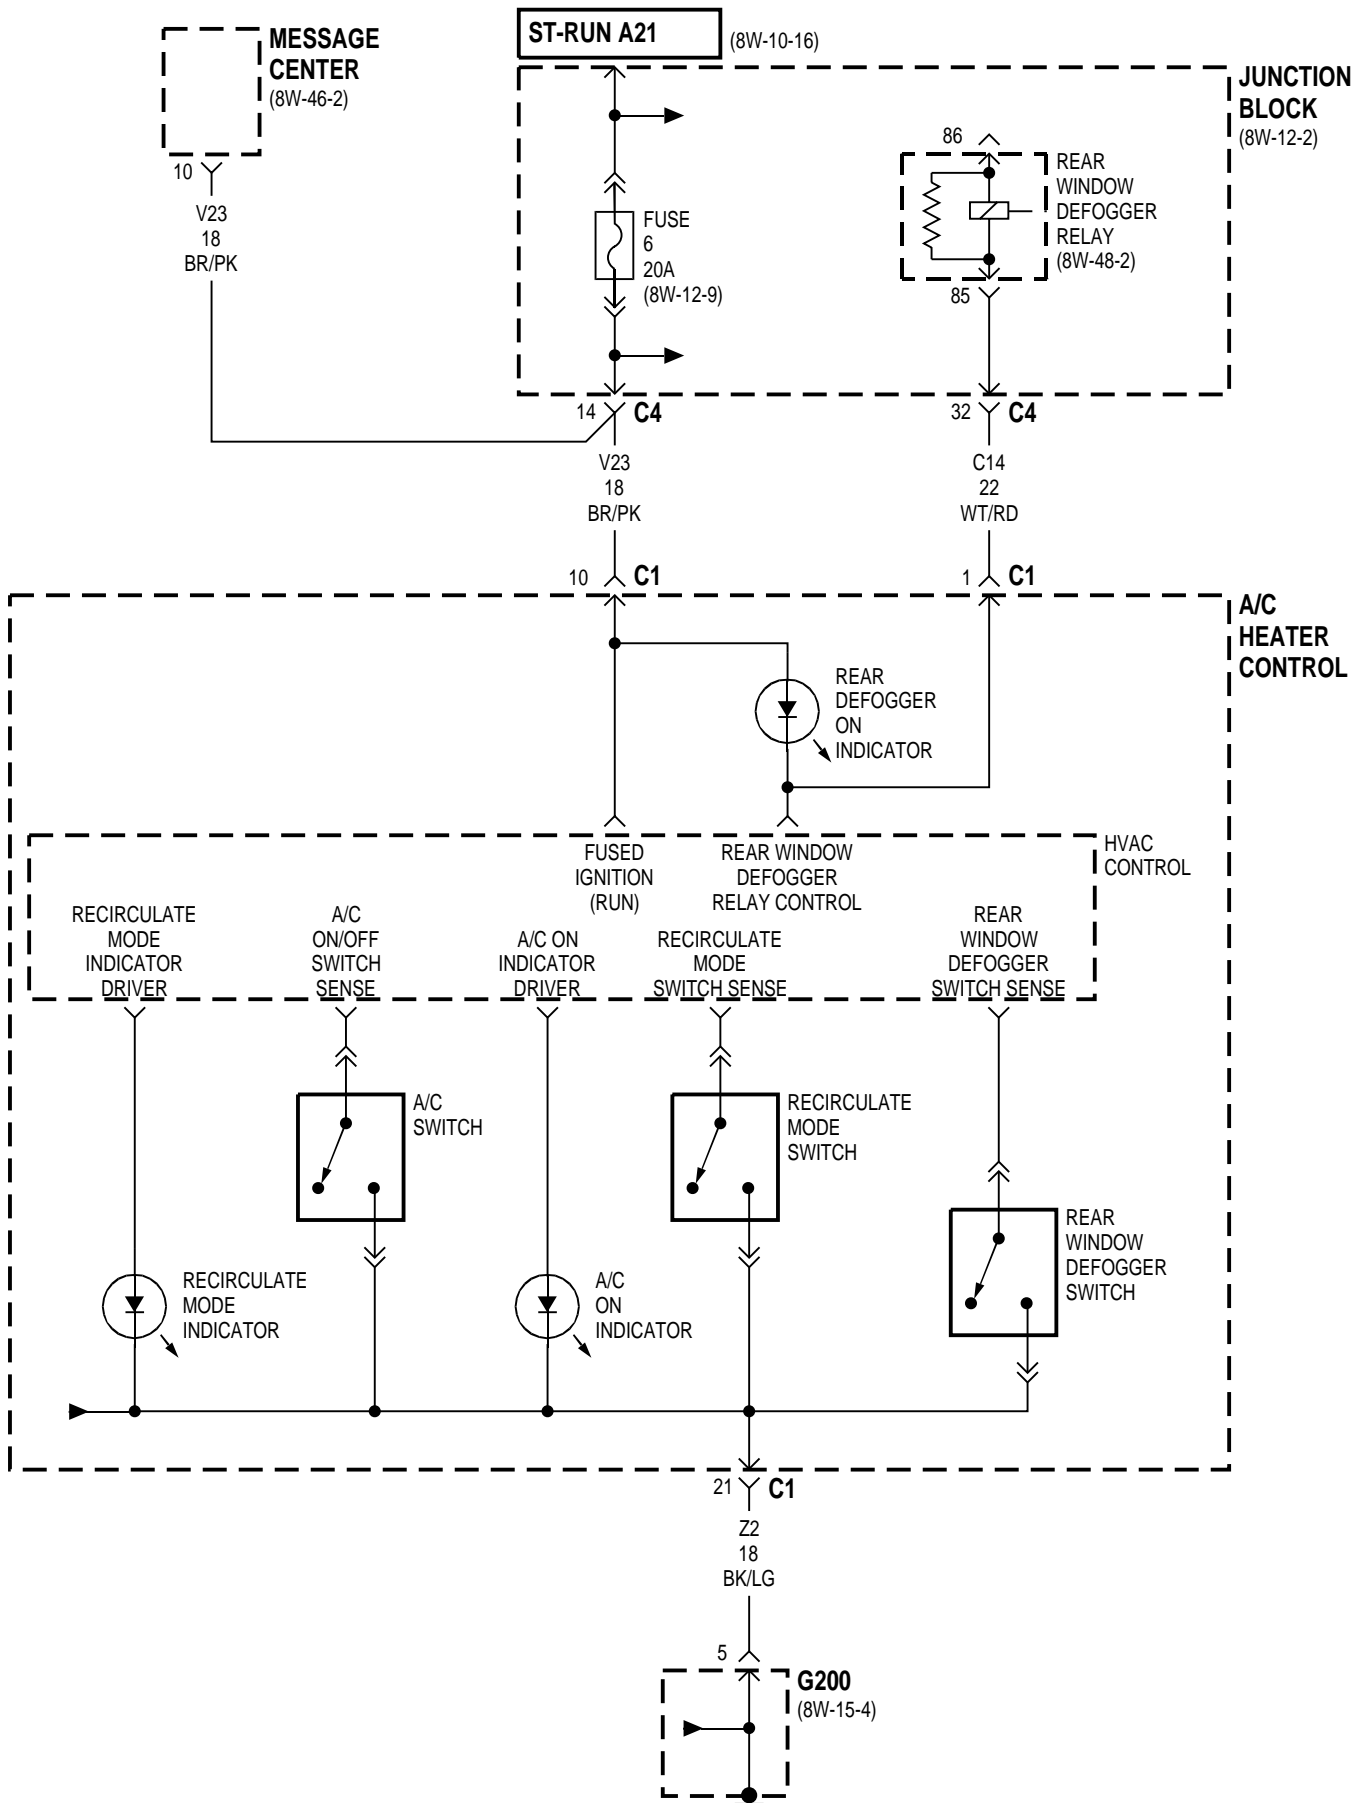 ST-RUN A21
(8W-10-16)
MESSAGE
CENTER
(8W-46-2)
10
V23
18
BR/PK
JUNCTION
BLOCK
(8W-12-2)
FUSE
6
20A
(8W-12-9)
86
REAR
WINDOW
DEFOGGER
RELAY
(8W-48-2)
85
14
C4
32
C4
V23
18
BR/PK
C14
22
WT/RD
10
C1
1
C1
A/C
HEATER
CONTROL
REAR
DEFOGGER
ON
INDICATOR
HVAC
CONTROL
FUSED
IGNITION
(RUN)
REAR WINDOW
DEFOGGER
RELAY CONTROL
RECIRCULATE
MODE
INDICATOR
DRIVER
A/C
ON/OFF
SWITCH
SENSE
A/C ON
INDICATOR
DRIVER
RECIRCULATE
MODE
SWITCH SENSE
REAR
WINDOW
DEFOGGER
SWITCH SENSE
A/C
SWITCH
RECIRCULATE
MODE
SWITCH
REAR
WINDOW
DEFOGGER
SWITCH
RECIRCULATE
MODE
INDICATOR
A/C
ON
INDICATOR
21
C1
Z2
18
BK/LG
5
G200
(8W-15-4)